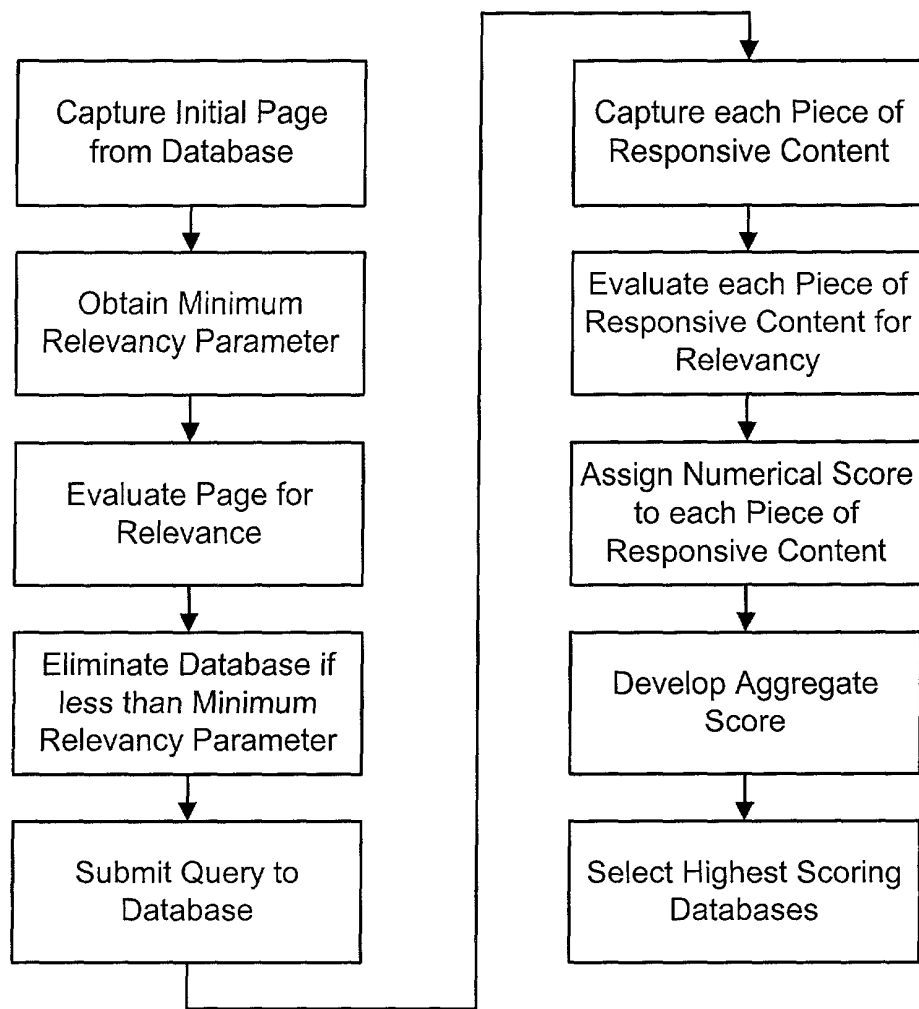 Capture Initial Page
from Database
Obtain Minimum
Relevancy Parameter
Evaluate Page for
Relevance
Eliminate Database if
less than Minimum
Relevancy Parameter
Submit Query to
Database
Capture each Piece of
Responsive Content
Evaluate each Piece of
Responsive Content for
Relevancy
Assign Numerical Score
to each Piece of
Responsive Content
Develop Aggregate
Score
Select Highest Scoring
Databases